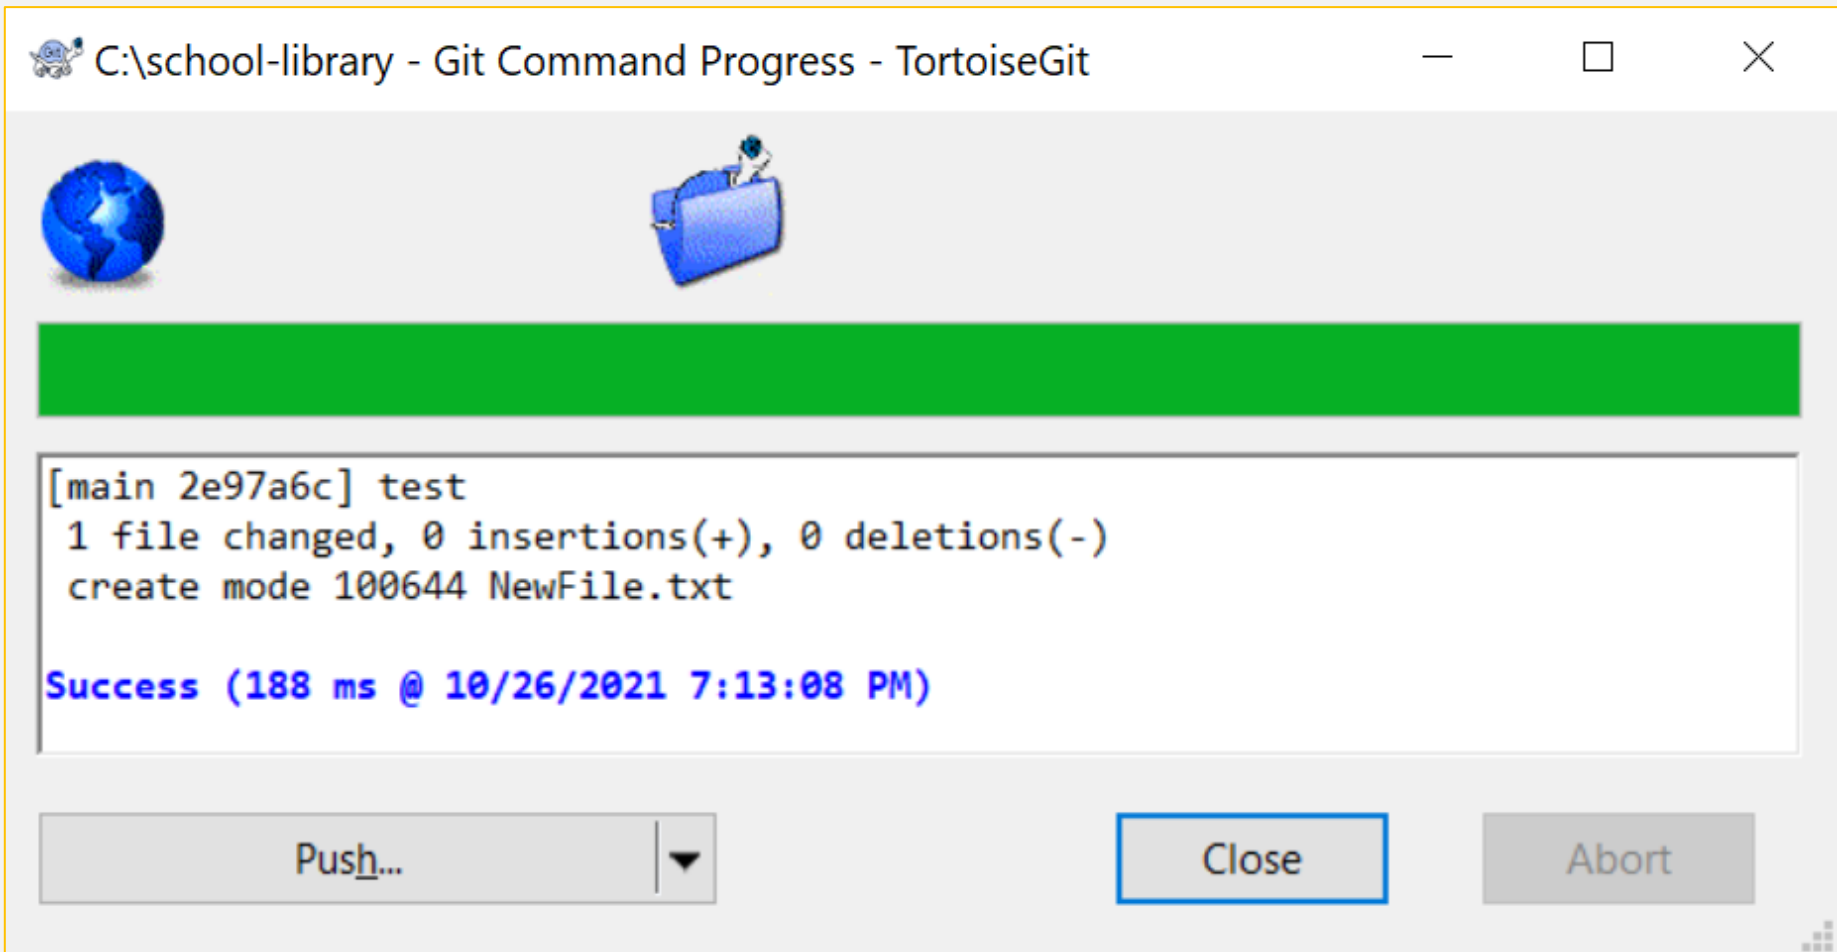 C:\school-library - Git Command Progress - TortoiseGit
[main 2e97a6c] test
1 file changed, 0 insertions(+), 0 deletions(-)
create mode 100644 NewFile.txt
Success (188 ms @ 10/26/2021 7:13:08 PM)
Push...
Close
Abort